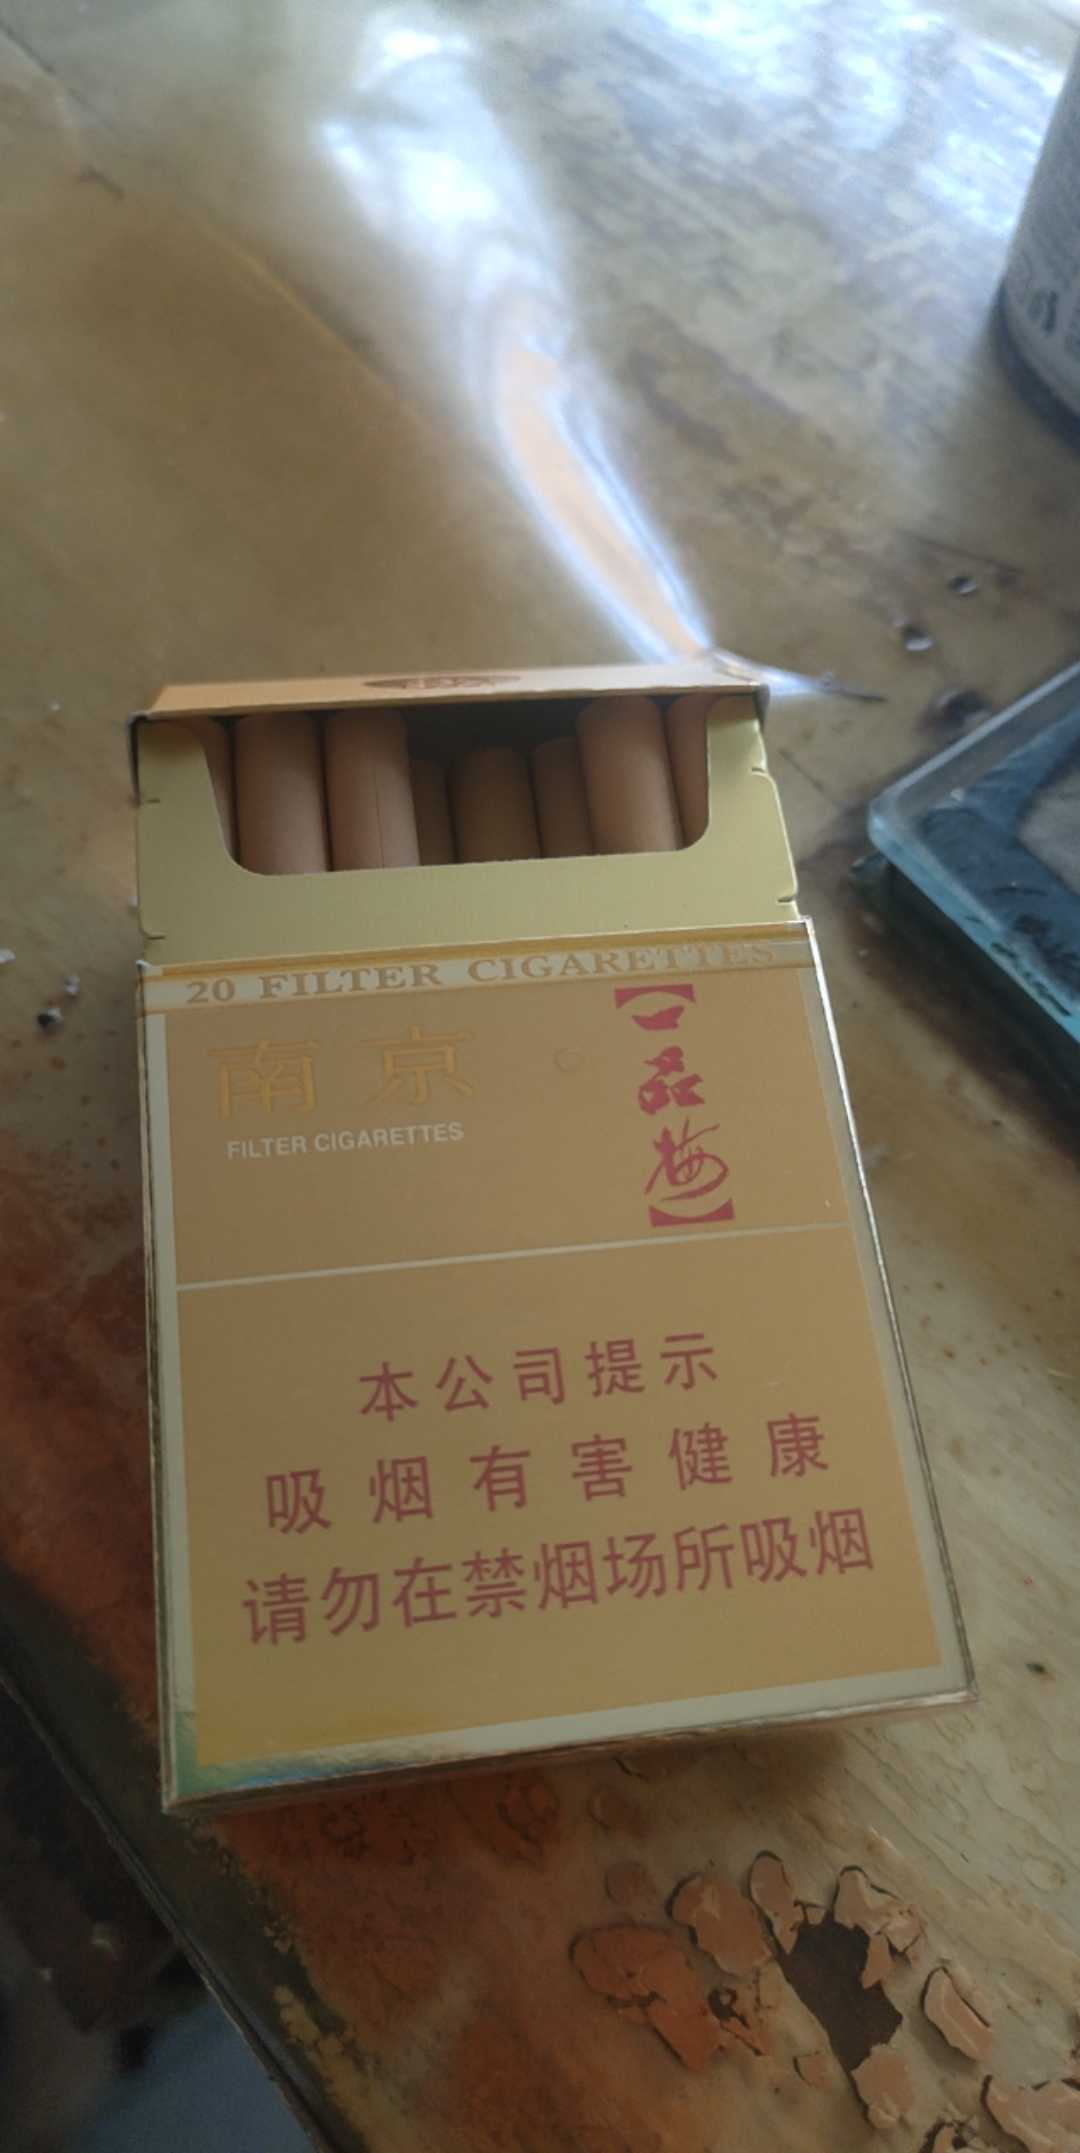 20 FILTER CIGARETTES
南京
FILTER CIGARETTES
【一品梅】
本公司提示
吸烟有害健康
请勿在禁烟场所吸烟